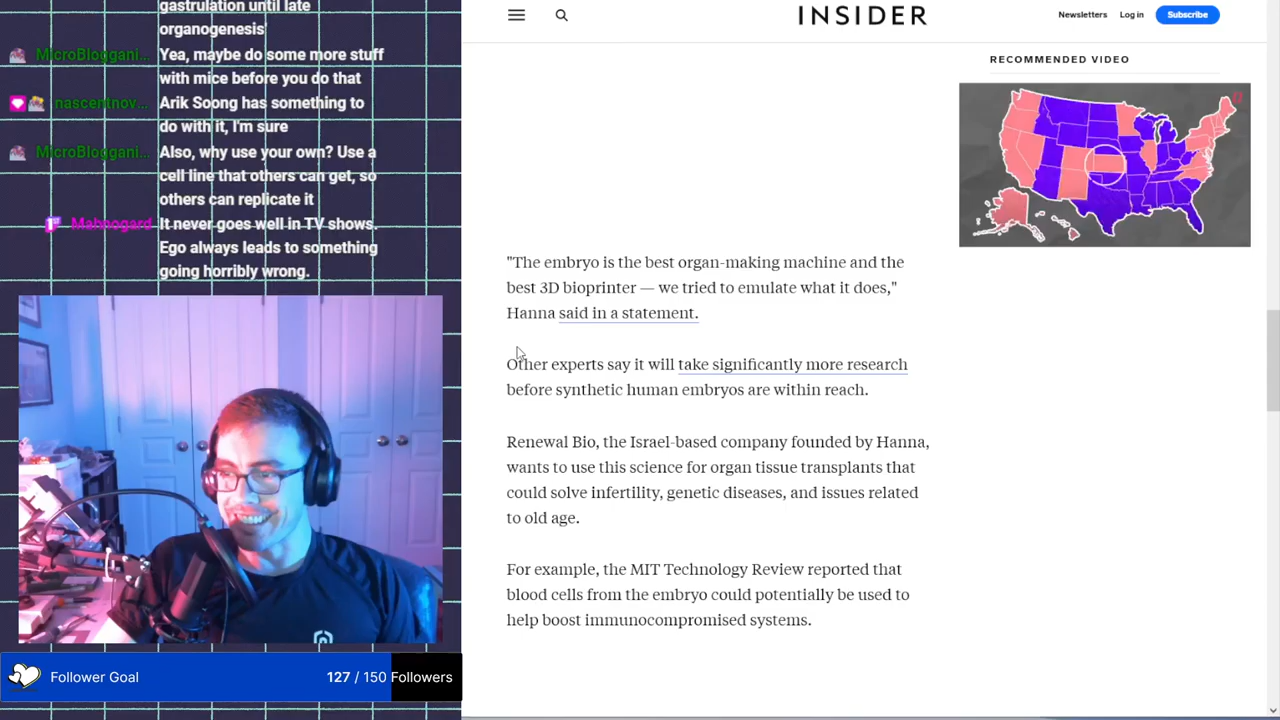 gastrulation until late
organogenesis
MicroBloggani... Yea, maybe do some more stuff
with mice before you do that
nascentnov... Arik Soong has something to
do with it, I'm sure
MicroBloggani... Also, why use your own? Use a
cell line that others can get, so
others can replicate it
Mahnogard It never goes well in TV shows.
Ego always leads to something
going horribly wrong.
Follower Goal 127 / 150 Followers
INSIDER
Newsletters Log in Subscribe
RECOMMENDED VIDEO
"The embryo is the best organ-making machine and the
best 3D bioprinter — we tried to emulate what it does,"
Hanna said in a statement.
Other experts say it will take significantly more research
before synthetic human embryos are within reach.
Renewal Bio, the Israel-based company founded by Hanna,
wants to use this science for organ tissue transplants that
could solve infertility, genetic diseases, and issues related
to old age.
For example, the MIT Technology Review reported that
blood cells from the embryo could potentially be used to
help boost immunocompromised systems.